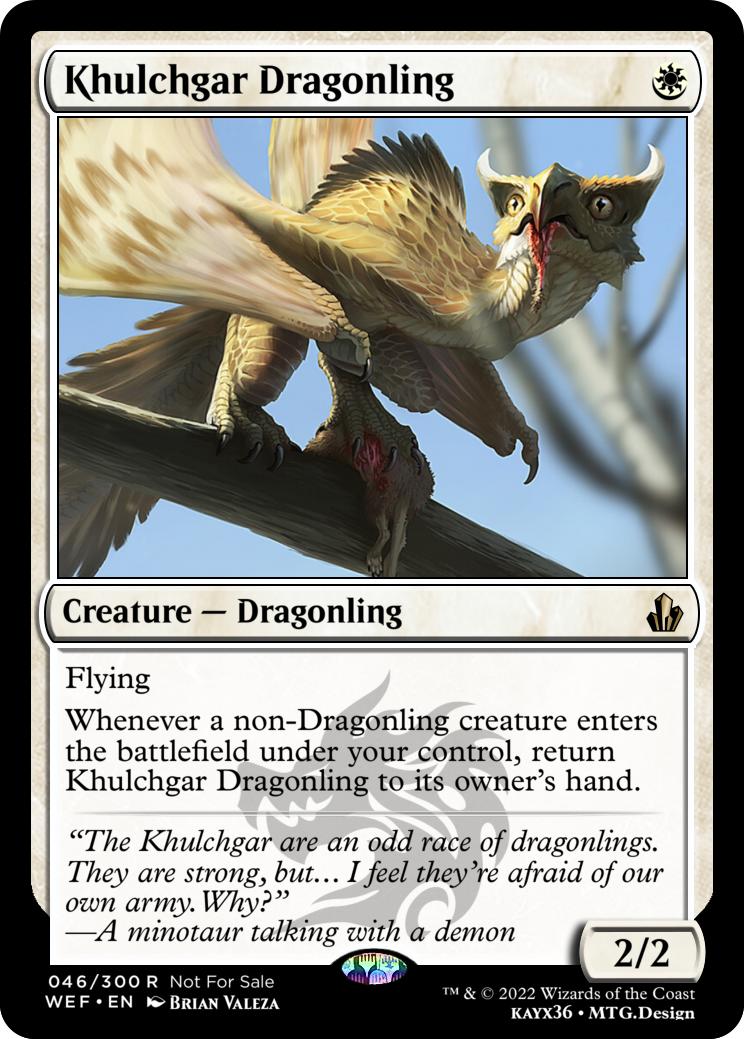 Khulchgar Dragonling
Creature — Dragonling
Flying
Whenever a non-Dragonling creature enters
the battlefield under your control, return
Khulchgar Dragonling to its owner's hand.
"The Khulchgar are an odd race of dragonlings.
They are strong, but… I feel they're afraid of our
own army. Why?"
—A minotaur talking with a demon
2/2
046/300 R Not For Sale
WEF • EN Brian Valeza
™ & © 2022 Wizards of the Coast
KAYX36 • MTG.Design